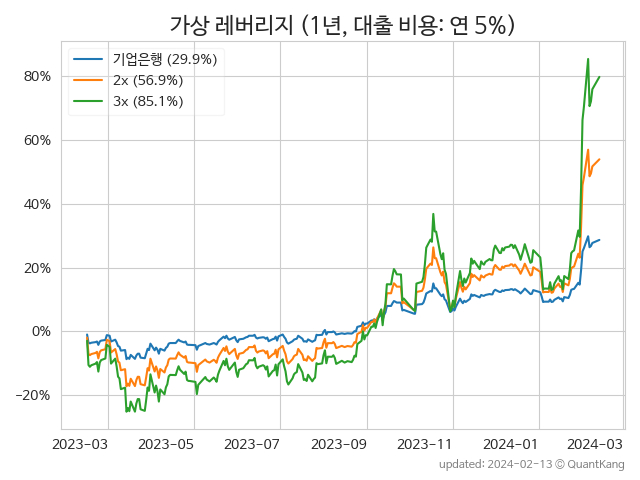 가상 레버리지 (1년, 대출 비용: 연 5%)
기업은행 (29.9%)
2x (56.9%)
3x (85.1%)
80%
60%
40%
20%
0%
−20%
2023-03 2023-05 2023-07 2023-09 2023-11 2024-01 2024-03
updated: 2024-02-13 © QuantKang